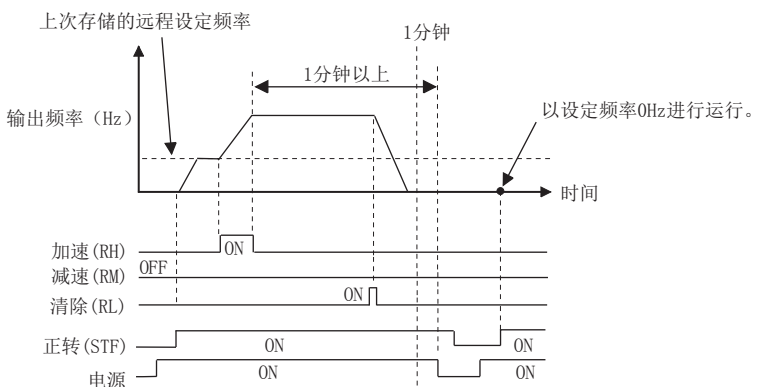 上次存储的远程设定频率
1分钟
1分钟以上
输出频率（Hz）
以设定频率0Hz进行运行。
时间
加速(RH)
ON
减速(RM)
OFF
清除(RL)
ON
正转(STF)
ON
ON
电源
ON
ON